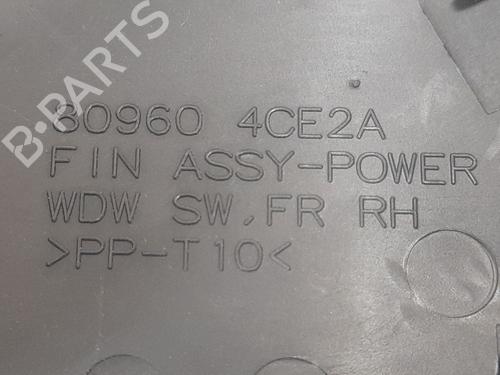 B-PARTS
80960 4CE2A
FIN ASSY-POWER
WDW SW,FR RH
>PP-T10<